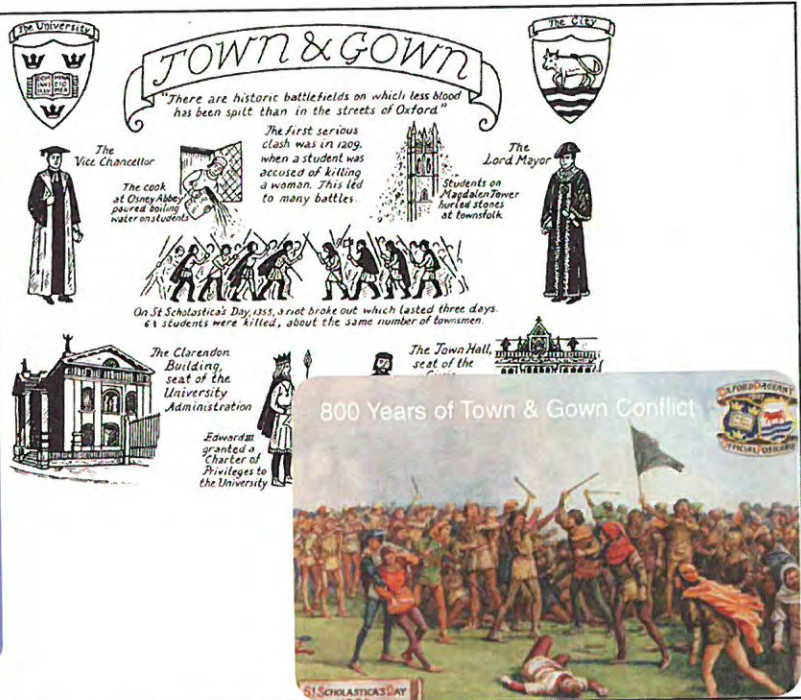 The University
TOWN & GOWN
The City
"There are historic battlefields on which less blood
has been spilt than in the streets of Oxford"
The
Vice Chancellor
The cook
at Osney Abbey
poured boiling
water on students
The first serious
clash was in 1209,
when a student was
accused of killing
a woman. This led
to many battles.
Students on
Magdalen Tower
hurled stones
at townsfolk
The
Lord Mayor
On St Scholastica's Day, 1355, a riot broke out which lasted three days.
63 students were killed, about the same number of townsmen.
The Clarendon
Building,
seat of the
University
Administration
Edward III
granted a
Charter of
Privileges to
the University
The Town Hall,
seat of the
800 Years of Town & Gown Conflict
OXFORD PAGEANT
1907
OFFICIAL POSTCARD
ST SCHOLASTICA'S DAY